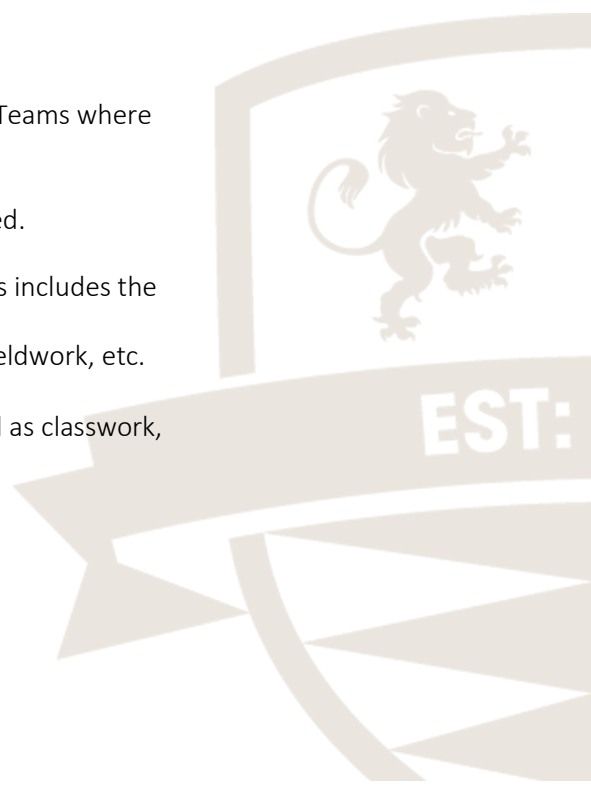 Teams where
ed.
s includes the
eldwork, etc.
as classwork,
EST: